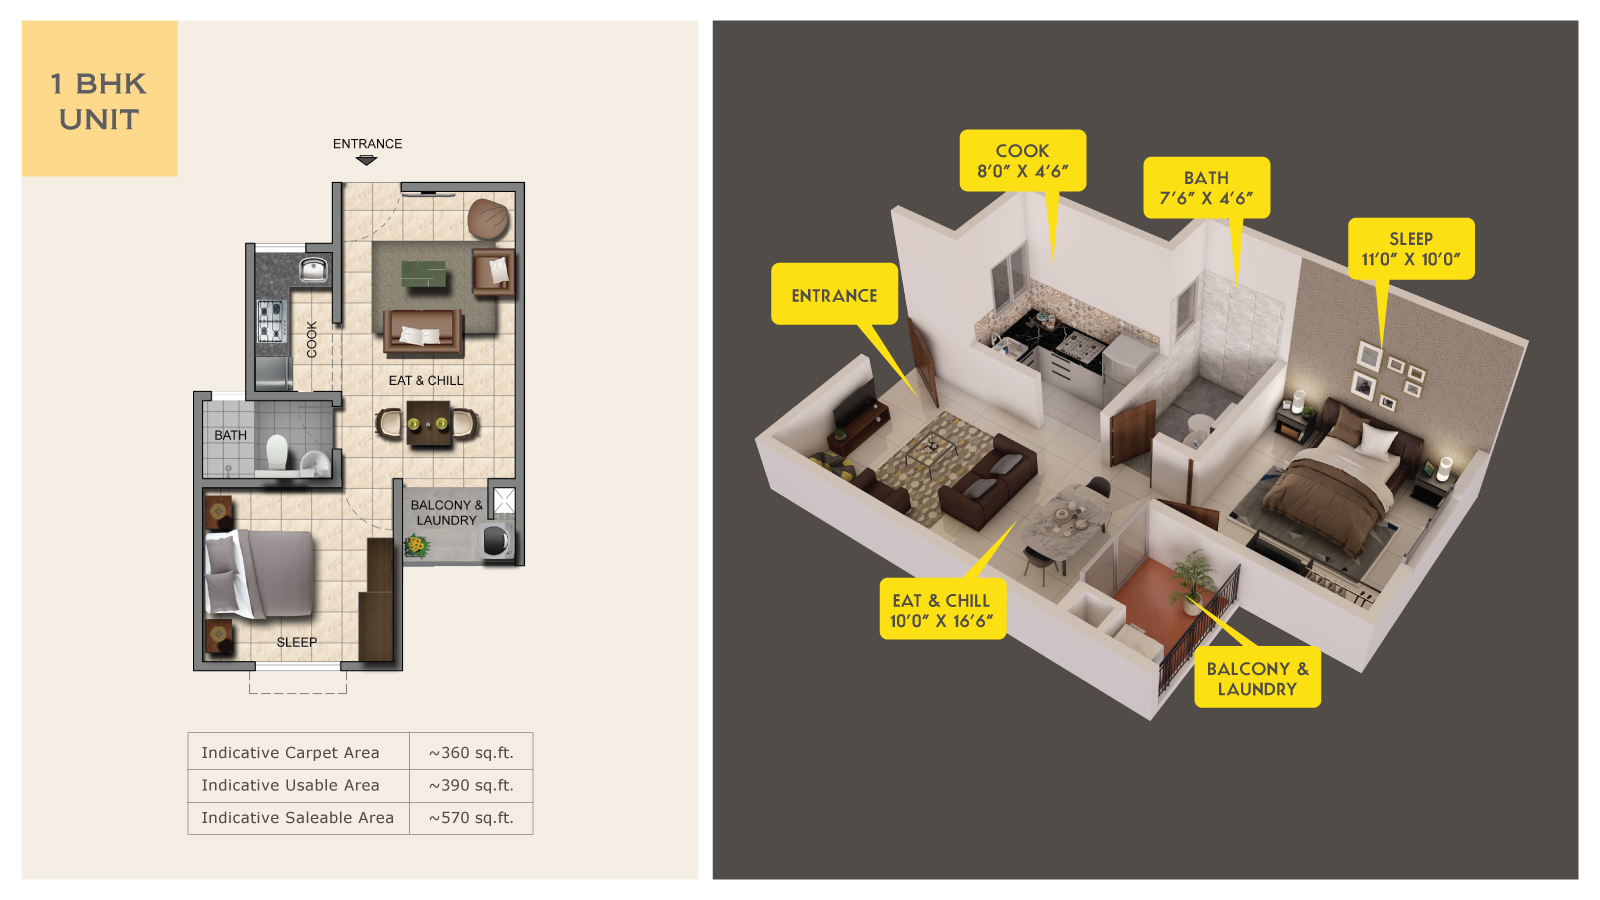 1 BHK
UNIT
ENTRANCE
COOK
EAT & CHILL
BATH
BALCONY &
LAUNDRY
SLEEP
Indicative Carpet Area ~360 sq.ft.
Indicative Usable Area ~390 sq.ft.
Indicative Saleable Area ~570 sq.ft.
COOK
8'0" X 4'6"
BATH
7'6" X 4'6"
SLEEP
11'0" X 10'0"
ENTRANCE
EAT & CHILL
10'0" X 16'6"
BALCONY &
LAUNDRY